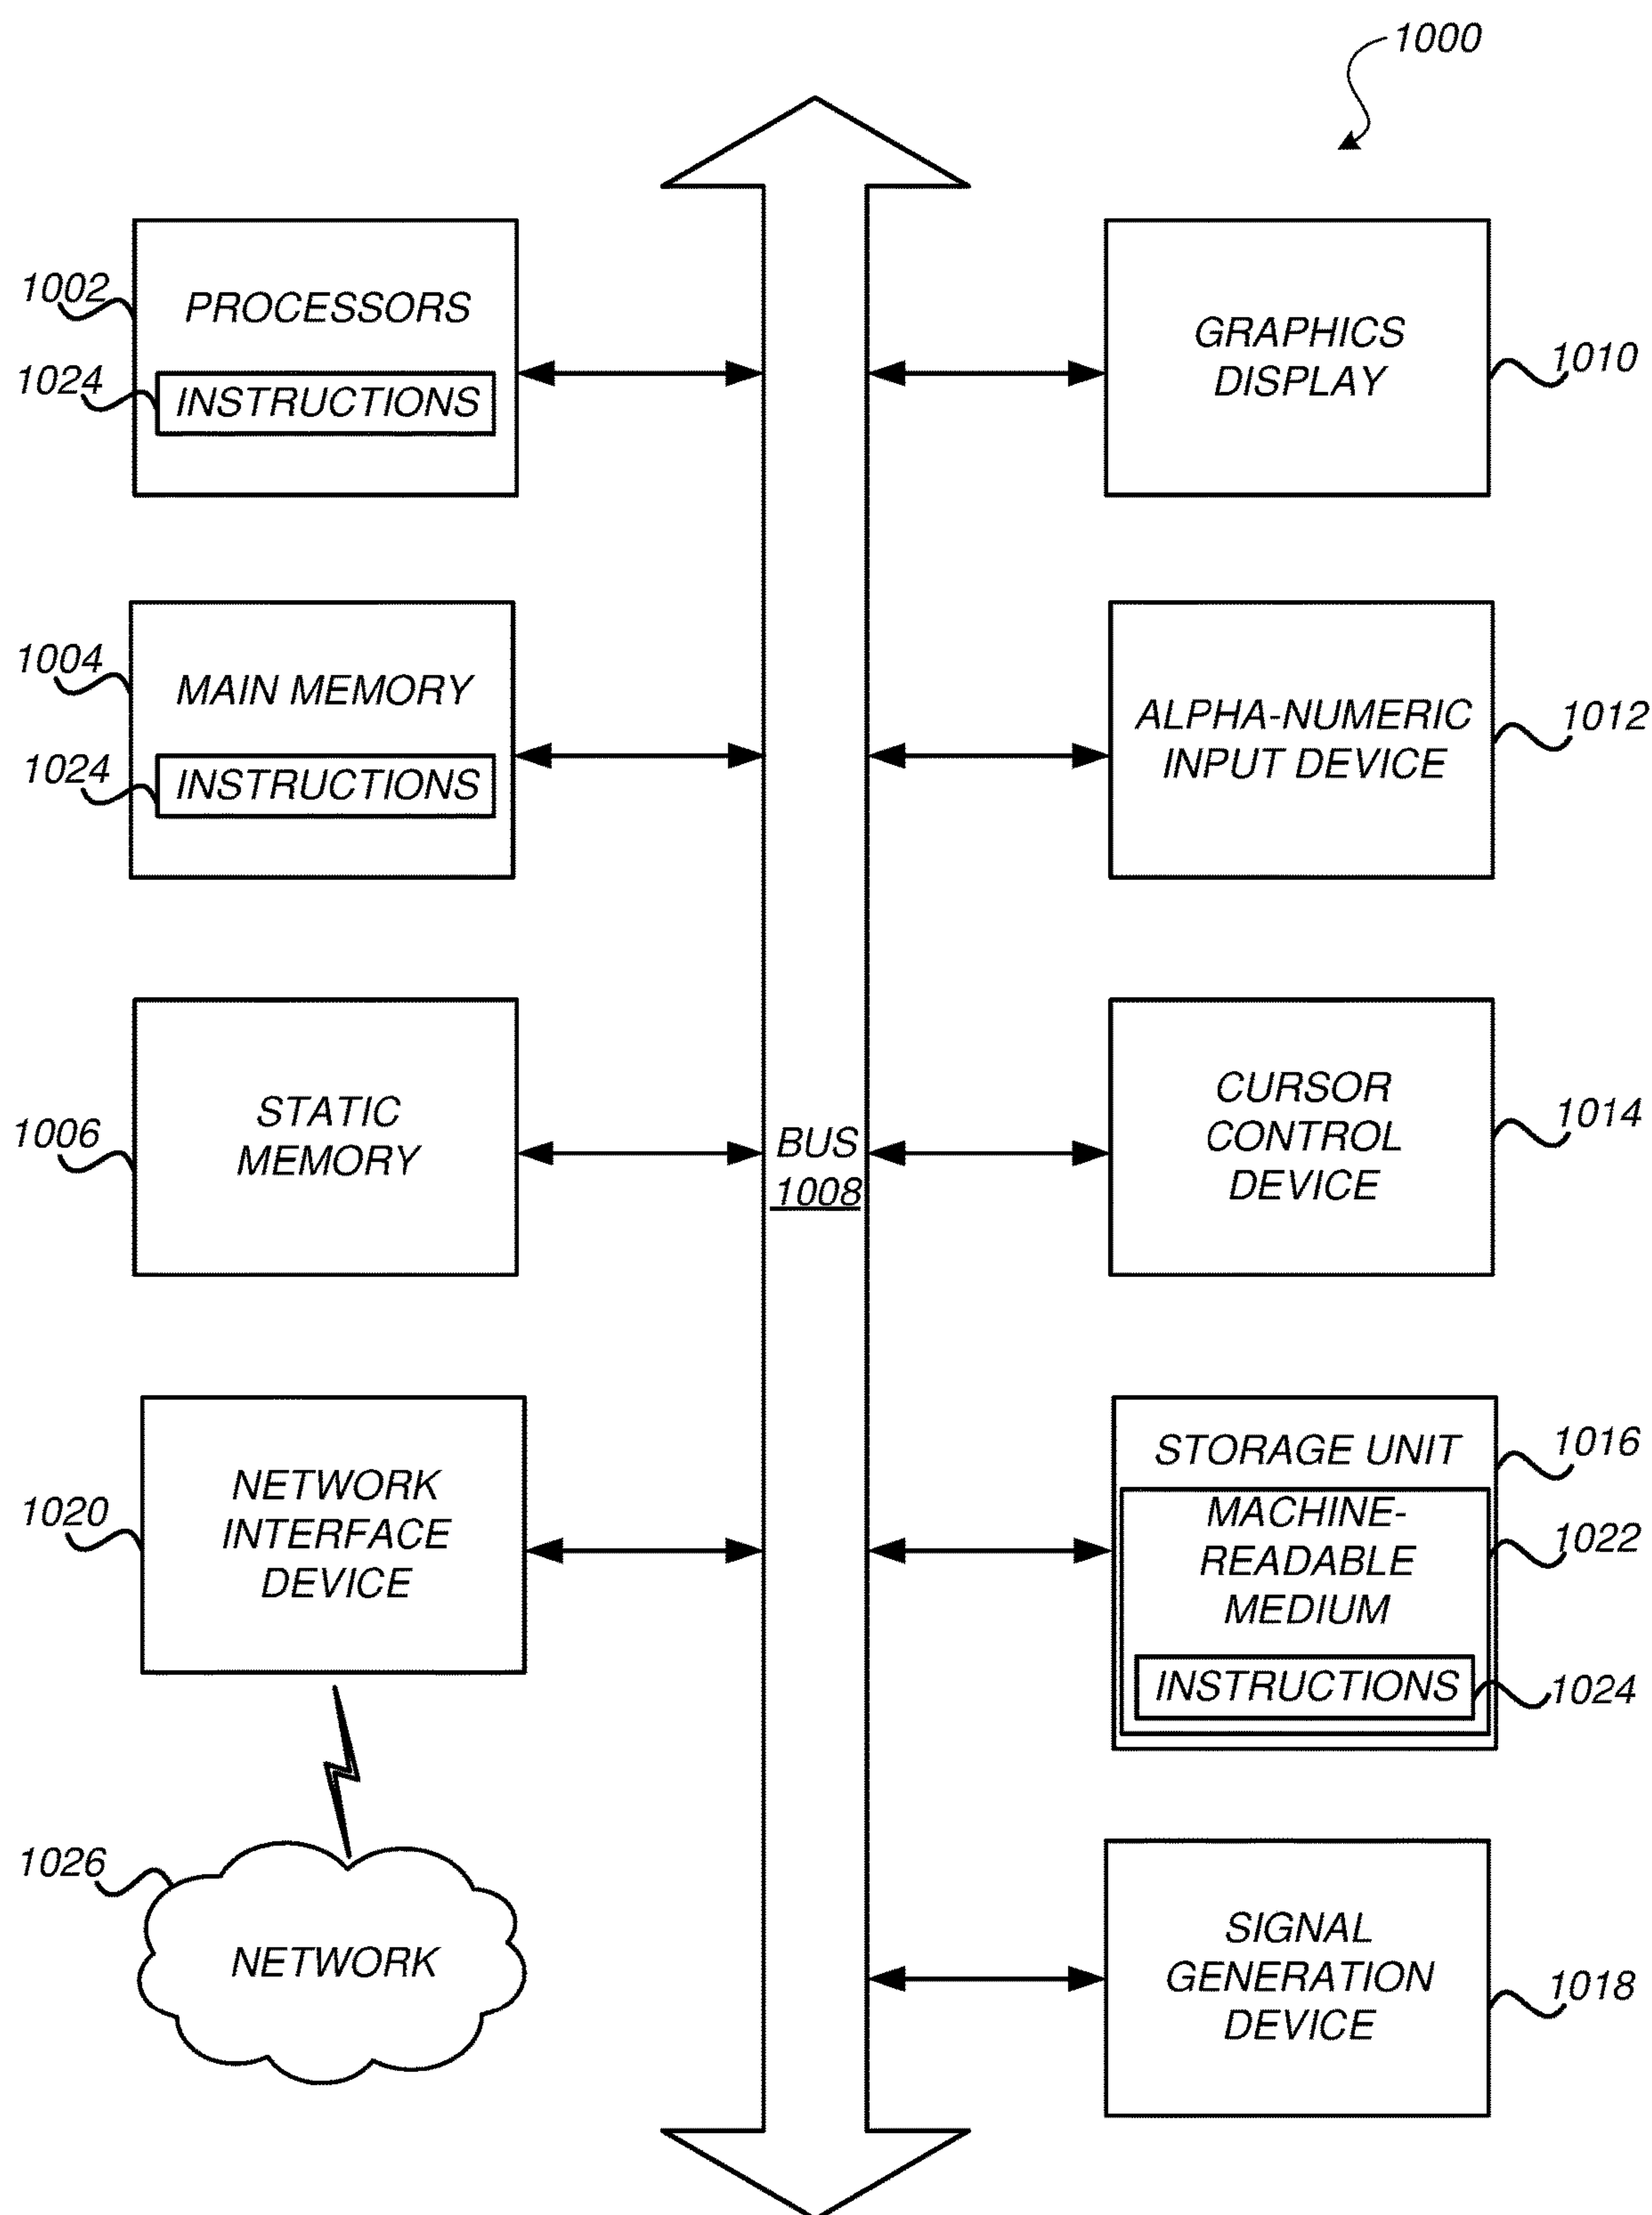 1000
1002
PROCESSORS
1024
INSTRUCTIONS
GRAPHICS
DISPLAY
1010
1004
MAIN MEMORY
1024
INSTRUCTIONS
ALPHA-NUMERIC
INPUT DEVICE
1012
1006
STATIC
MEMORY
BUS
1008
CURSOR
CONTROL
DEVICE
1014
1020
NETWORK
INTERFACE
DEVICE
STORAGE UNIT
1016
MACHINE-
READABLE
MEDIUM
1022
INSTRUCTIONS
1024
1026
NETWORK
SIGNAL
GENERATION
DEVICE
1018